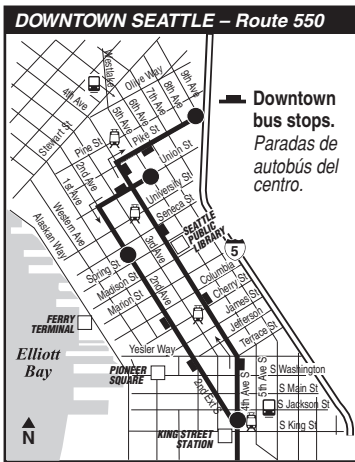 DOWNTOWN SEATTLE – Route 550
Downtown
bus stops.
Paradas de
autobús del
centro.
Westlake
4th Ave
Olive Way
9th Ave
8th Ave
7th Ave
6th Ave
5th Ave
Stewart St
Pine St
Pike St
Union St
2nd Ave
1st Ave
University St
Seneca St
Western Ave
Alaskan Way
SEATTLE
PUBLIC
LIBRARY
5
3rd Ave
2nd Ave
Spring St
Madison St
Marion St
Columbia
Cherry St
James St
Jefferson
Terrace St
FERRY
TERMINAL
Yesler Way
Elliott
Bay
PIONEER
SQUARE
2nd Ext S
4th Ave S
5th Ave S
S Washington
S Main St
S Jackson St
S King St
KING STREET
STATION
N